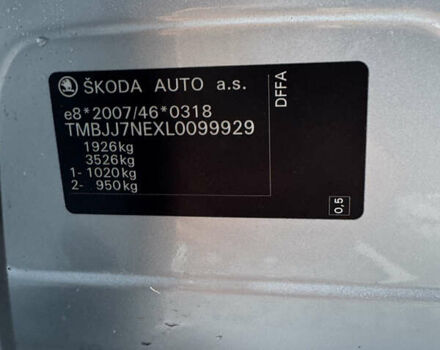 ŠKODA AUTO a.s.
e8*2007/46*0318
TMBJJ7NEXL0099929
1926kg
3526kg
1- 1020kg
2- 950kg
DFFA
0,5